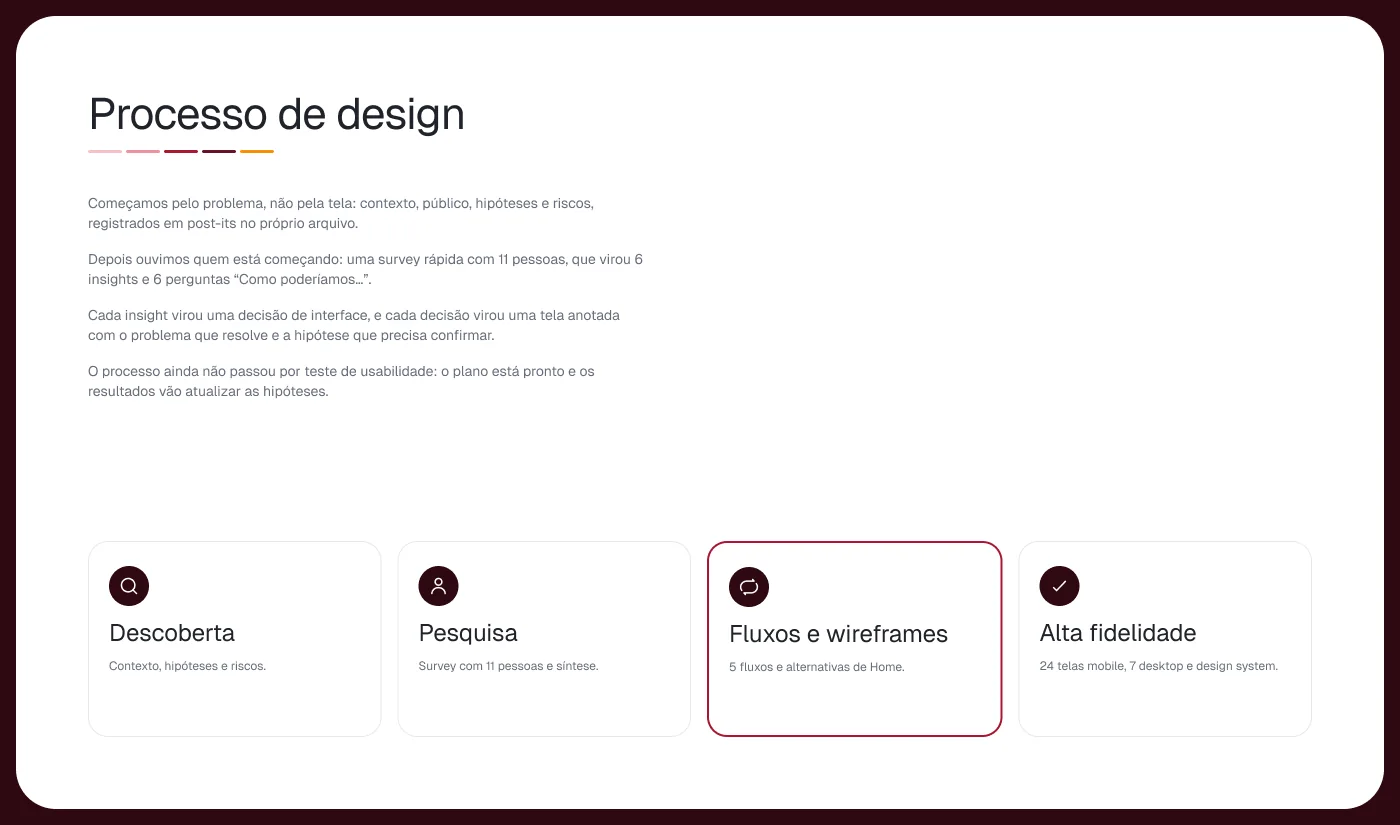 Processo de design
Começamos pelo problema, não pela tela: contexto, público, hipóteses e riscos,
registrados em post-its no próprio arquivo.
Depois ouvimos quem está começando: uma survey rápida com 11 pessoas, que virou 6
insights e 6 perguntas “Como poderíamos…”.
Cada insight virou uma decisão de interface, e cada decisão virou uma tela anotada
com o problema que resolve e a hipótese que precisa confirmar.
O processo ainda não passou por teste de usabilidade: o plano está pronto e os
resultados vão atualizar as hipóteses.
Descoberta
Contexto, hipóteses e riscos.
Pesquisa
Survey com 11 pessoas e síntese.
Fluxos e wireframes
5 fluxos e alternativas de Home.
Alta fidelidade
24 telas mobile, 7 desktop e design system.